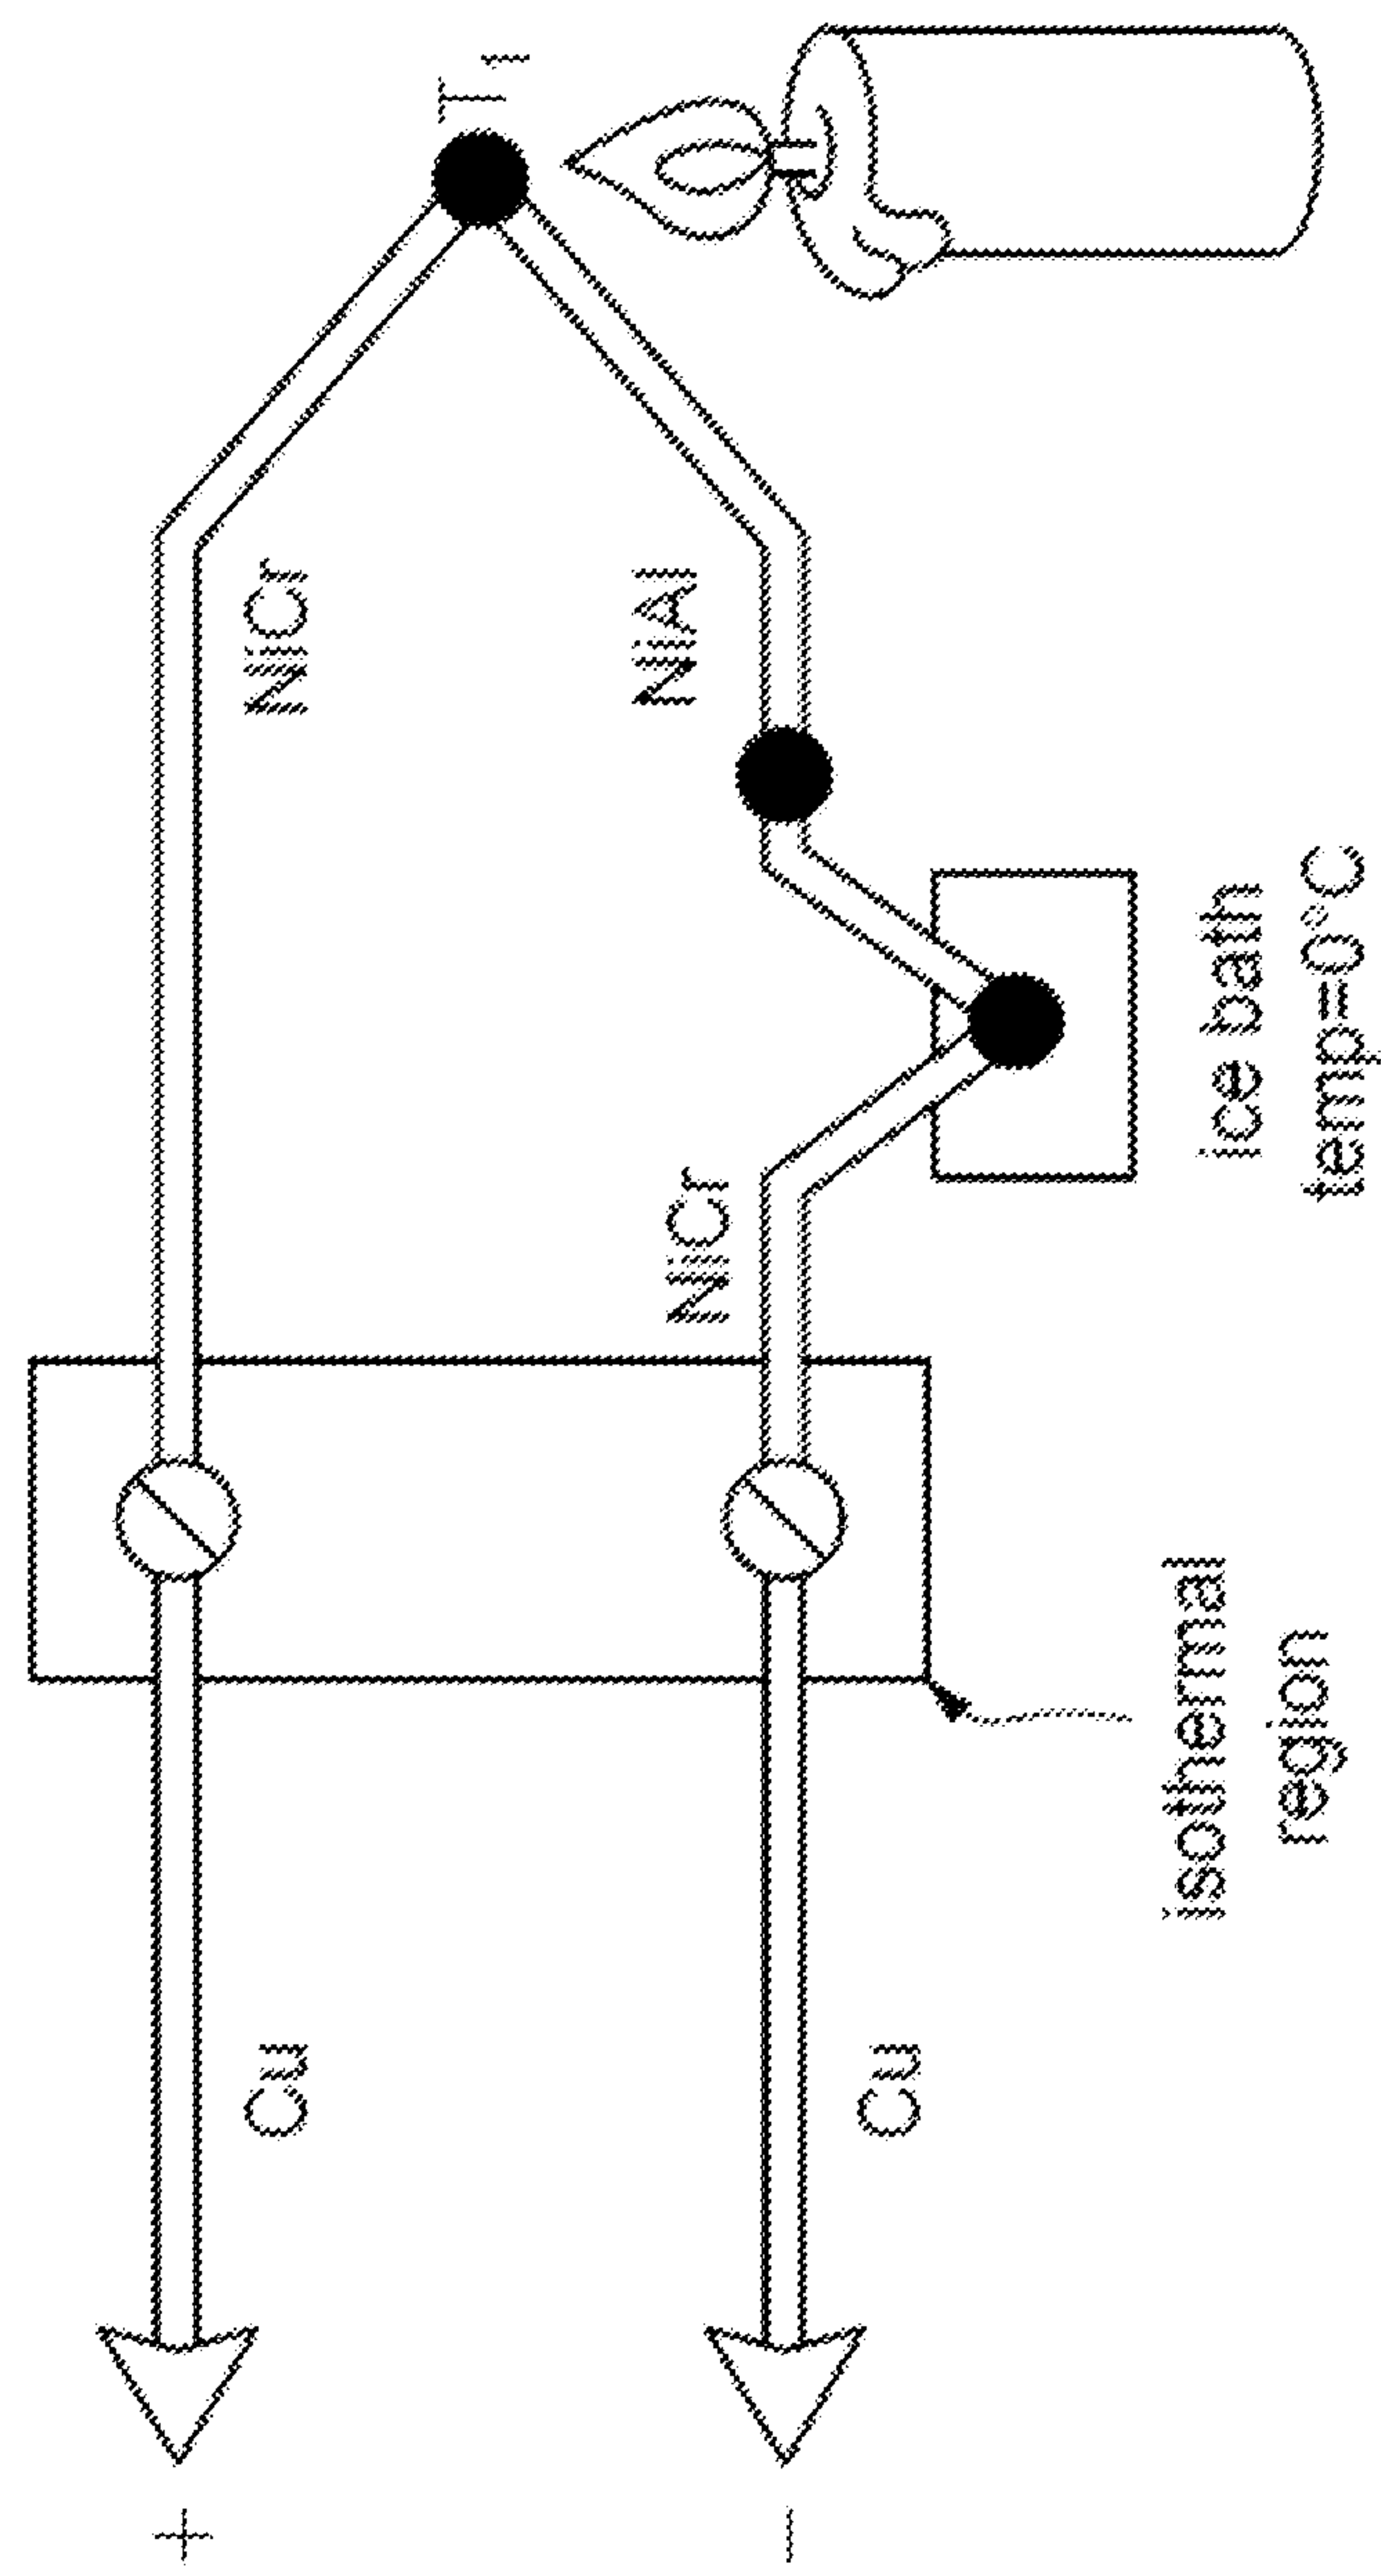 T1
NiCr
NiAl
NiCr
ice bath
temp=0°C
isothermal
region
Cu
Cu
+
−